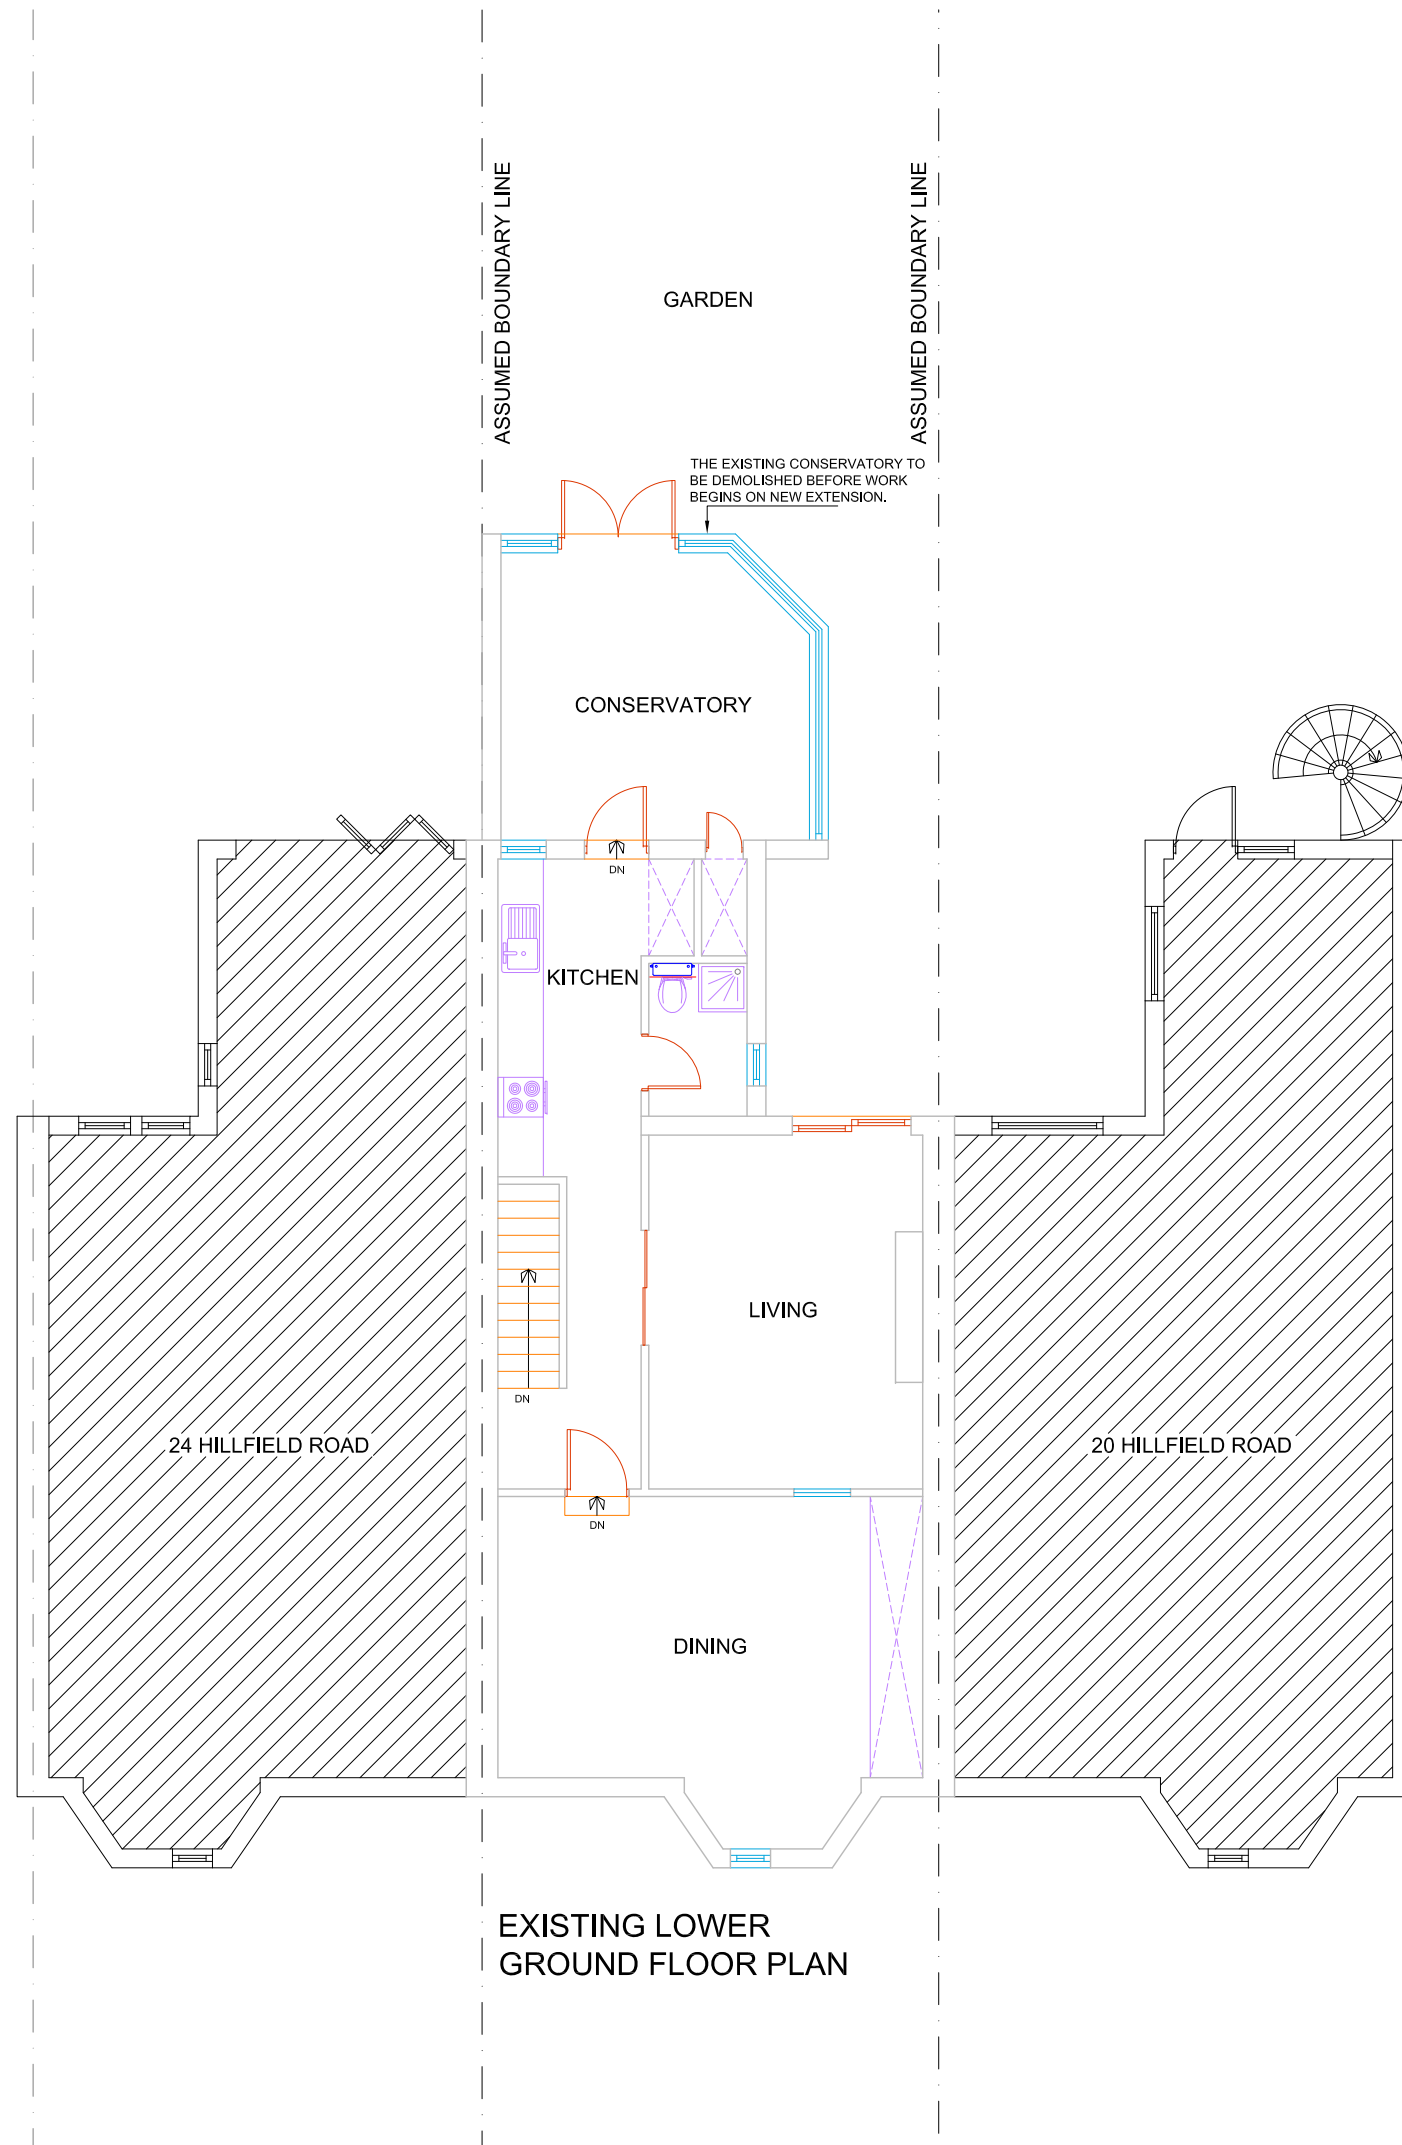 ASSUMED BOUNDARY LINE
ASSUMED BOUNDARY LINE
GARDEN
THE EXISTING CONSERVATORY TO
BE DEMOLISHED BEFORE WORK
BEGINS ON NEW EXTENSION.
CONSERVATORY
DN
KITCHEN
LIVING
DN
24 HILLFIELD ROAD
20 HILLFIELD ROAD
DN
DINING
EXISTING LOWER
GROUND FLOOR PLAN